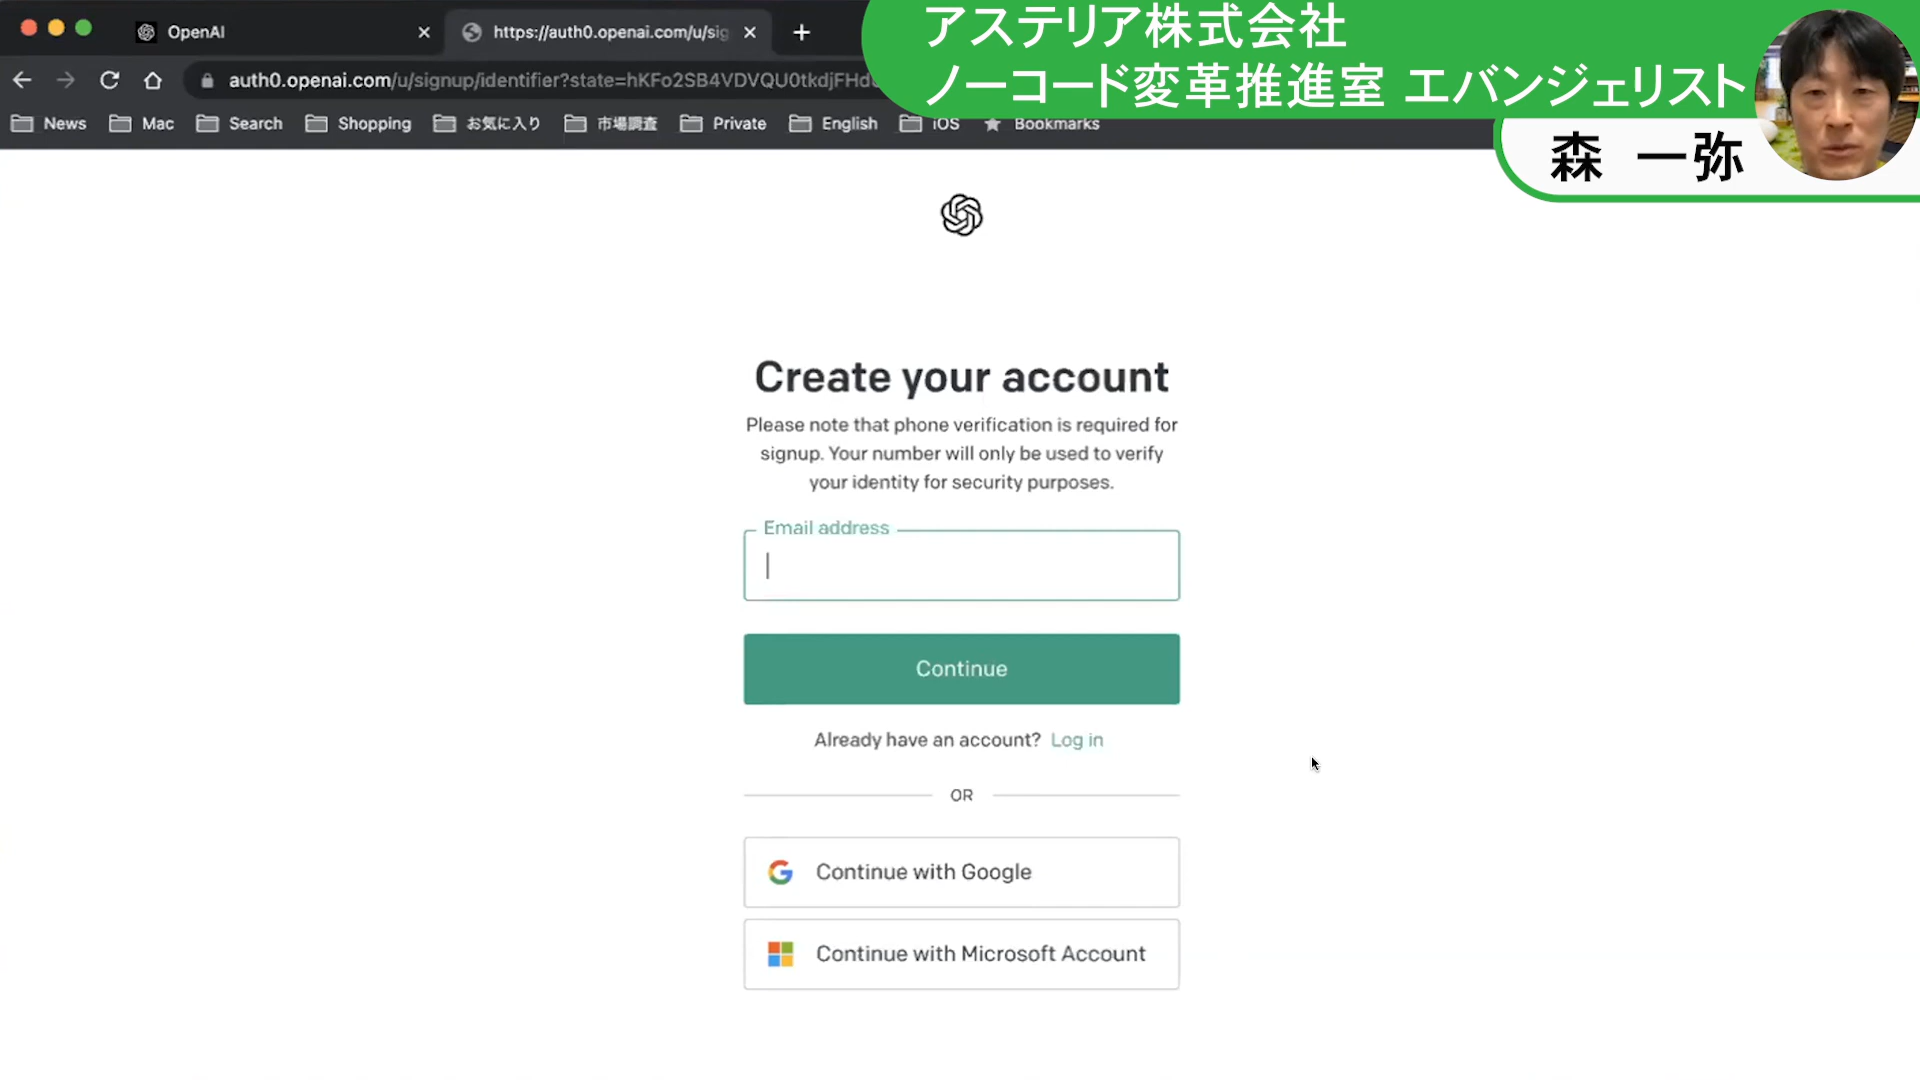 OpenAI
https://auth0.openai.com/u/sig
アステリア株式会社
ノーコード変革推進室 エバンジェリスト
森 一弥
auth0.openai.com/u/signup/identifier?state=hKFo2SB4VDVQU0tkdjFHd
News Mac Search Shopping お気に入り 市場調査 Private English iOS Bookmarks
Create your account
Please note that phone verification is required for
signup. Your number will only be used to verify
your identity for security purposes.
Email address
Continue
Already have an account? Log in
OR
Continue with Google
Continue with Microsoft Account